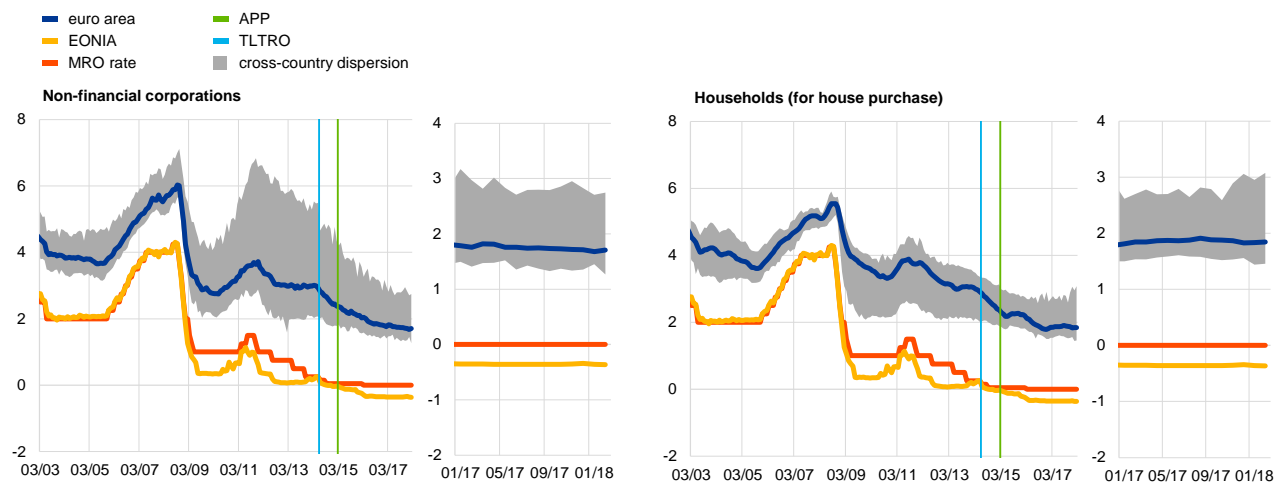 euro area
EONIA
MRO rate
APP
TLTRO
cross-country dispersion
Non-financial corporations
8
6
4
2
0
-2
03/03 03/05 03/07 03/09 03/11 03/13 03/15 03/17
4
3
2
1
0
-1
-2
01/17 05/17 09/17 01/18
Households (for house purchase)
8
6
4
2
0
-2
03/03 03/05 03/07 03/09 03/11 03/13 03/15 03/17
4
3
2
1
0
-1
-2
01/17 05/17 09/17 01/18